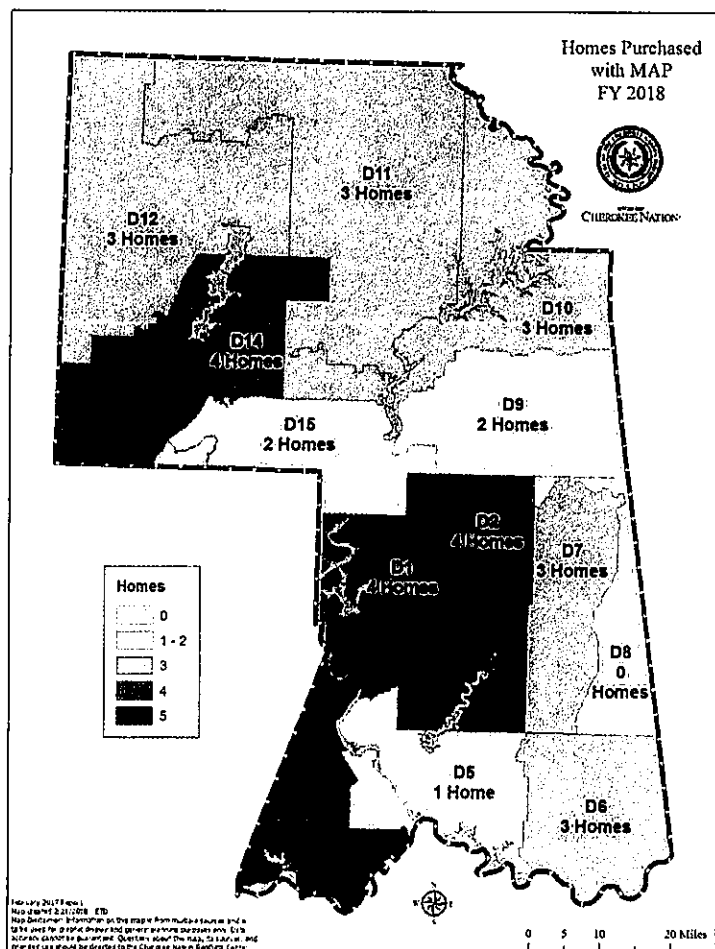 Homes Purchased
with MAP
FY 2018
CHEROKEE NATION
D11
3 Homes
D12
3 Homes
D10
3 Homes
D14
4 Homes
D9
2 Homes
D15
2 Homes
D2
4 Homes
D7
3 Homes
D1
4 Homes
Homes
0
1 - 2
3
4
5
D8
0
Homes
D5
1 Home
D6
3 Homes
0 5 10 20 Miles